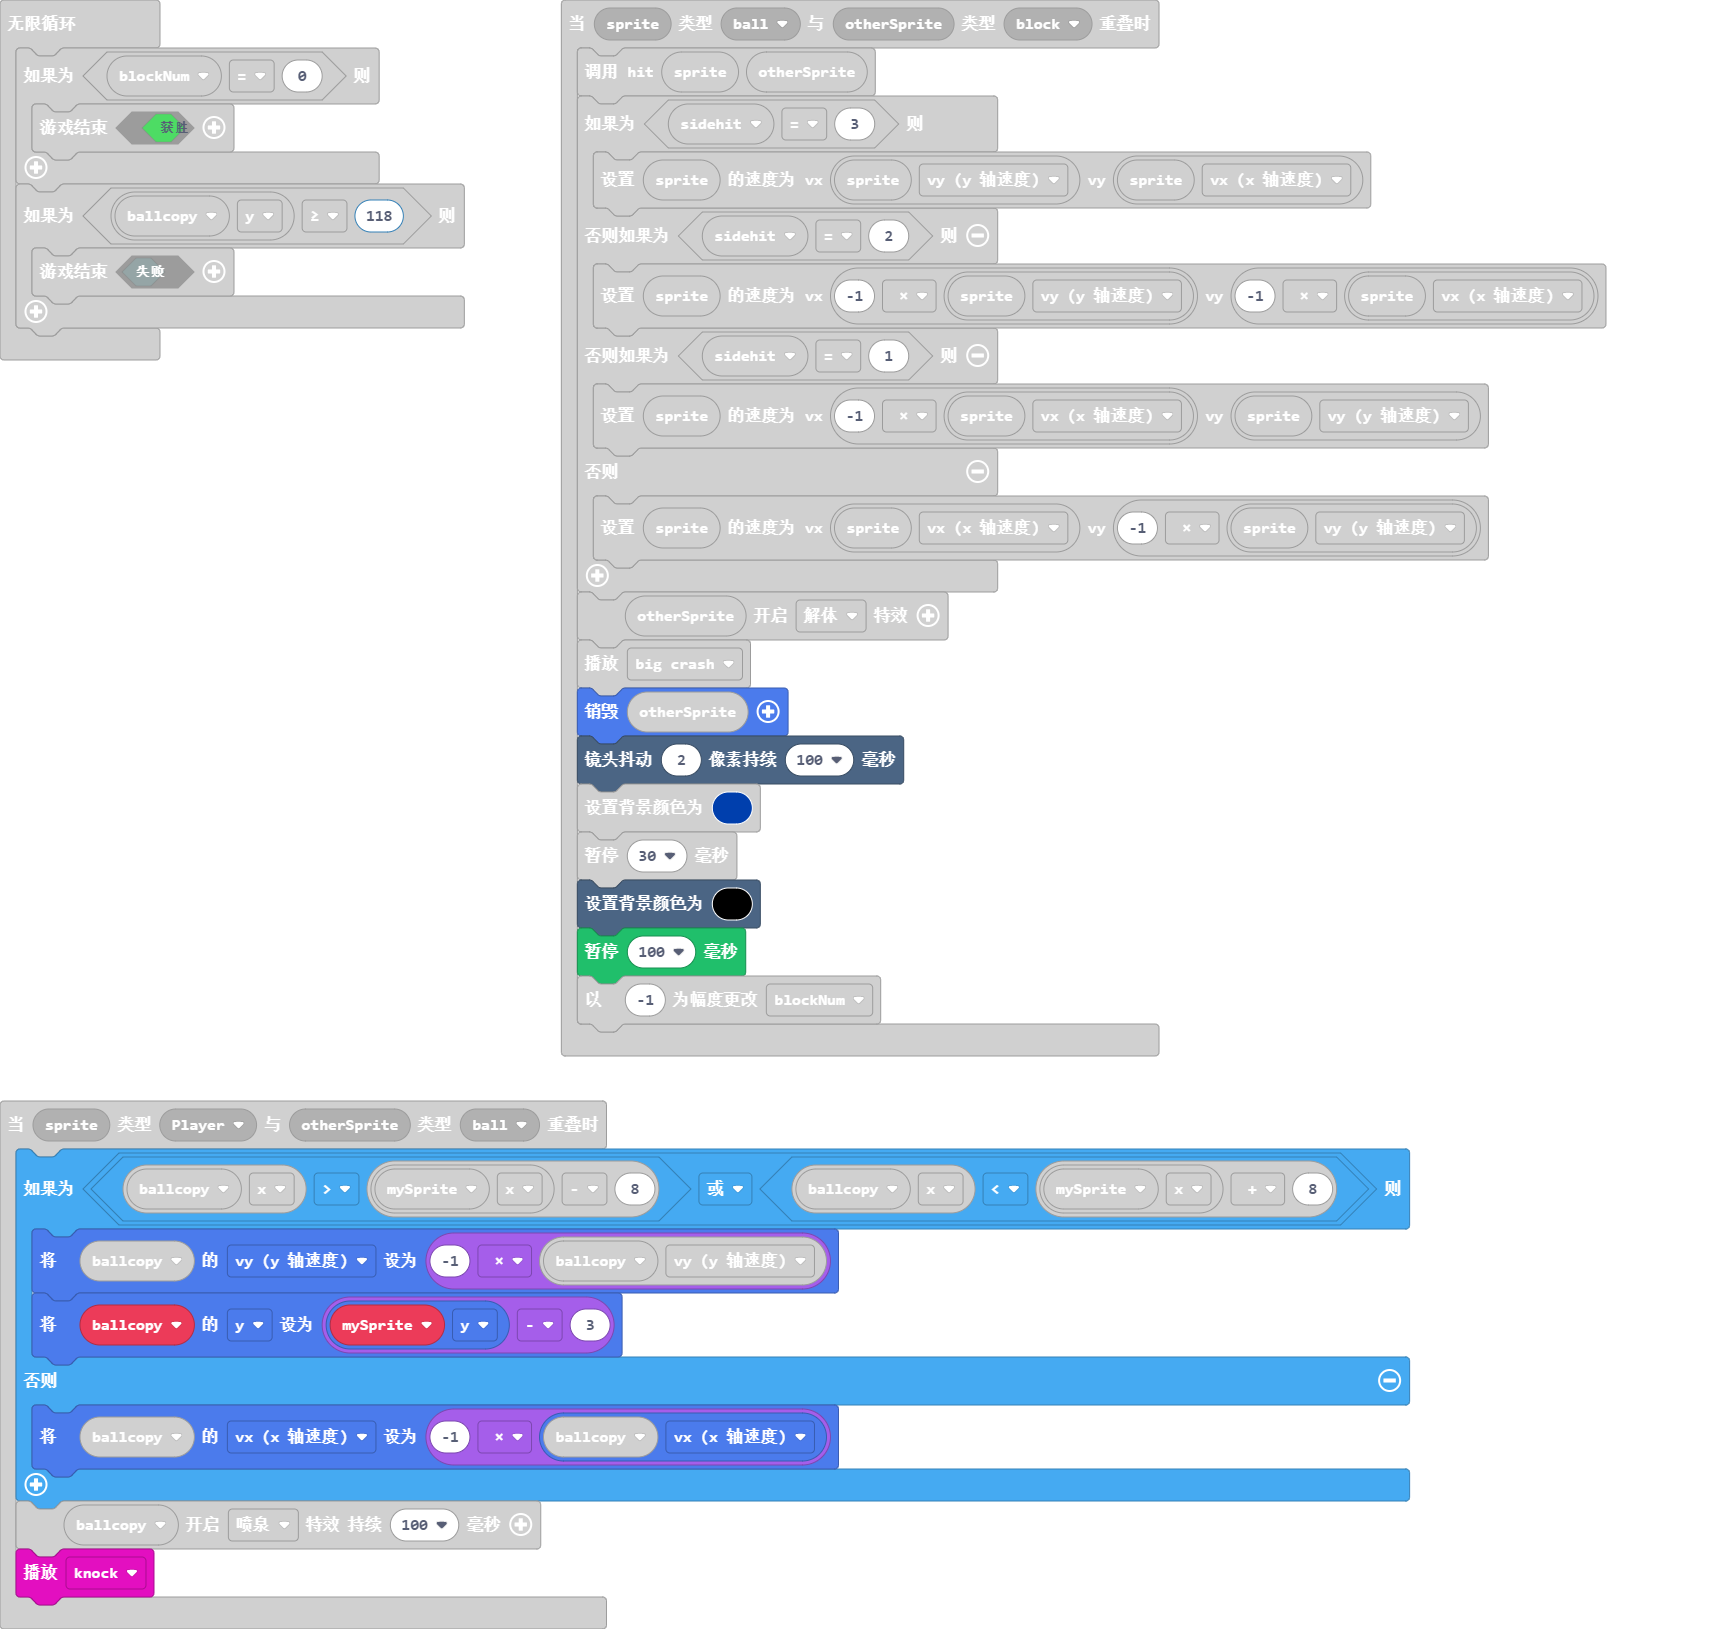 无限循环
如果为 blockNum = 0 则
游戏结束 获胜
如果为 ballcopy y ≥ 118 则
游戏结束 失败
当 sprite 类型 ball 与 otherSprite 类型 block 重叠时
调用 hit sprite otherSprite
如果为 sidehit = 3 则
设置 sprite 的速度为 vx sprite vy (y 轴速度) vy sprite vx (x 轴速度)
否则如果为 sidehit = 2 则
设置 sprite 的速度为 vx -1 × sprite vy (y 轴速度) vy -1 × sprite vx (x 轴速度)
否则如果为 sidehit = 1 则
设置 sprite 的速度为 vx -1 × sprite vx (x 轴速度) vy sprite vy (y 轴速度)
否则
设置 sprite 的速度为 vx sprite vx (x 轴速度) vy -1 × sprite vy (y 轴速度)
otherSprite 开启 解体 特效
播放 big crash
销毁 otherSprite
镜头抖动 2 像素持续 100 毫秒
设置背景颜色为
暂停 30 毫秒
设置背景颜色为
暂停 100 毫秒
以 -1 为幅度更改 blockNum
当 sprite 类型 Player 与 otherSprite 类型 ball 重叠时
如果为 ballcopy x > mySprite x - 8 或 ballcopy x < mySprite x + 8 则
将 ballcopy 的 vy (y 轴速度) 设为 -1 × ballcopy vy (y 轴速度)
将 ballcopy 的 y 设为 mySprite y - 3
否则
将 ballcopy 的 vx (x 轴速度) 设为 -1 × ballcopy vx (x 轴速度)
ballcopy 开启 喷泉 特效 持续 100 毫秒
播放 knock